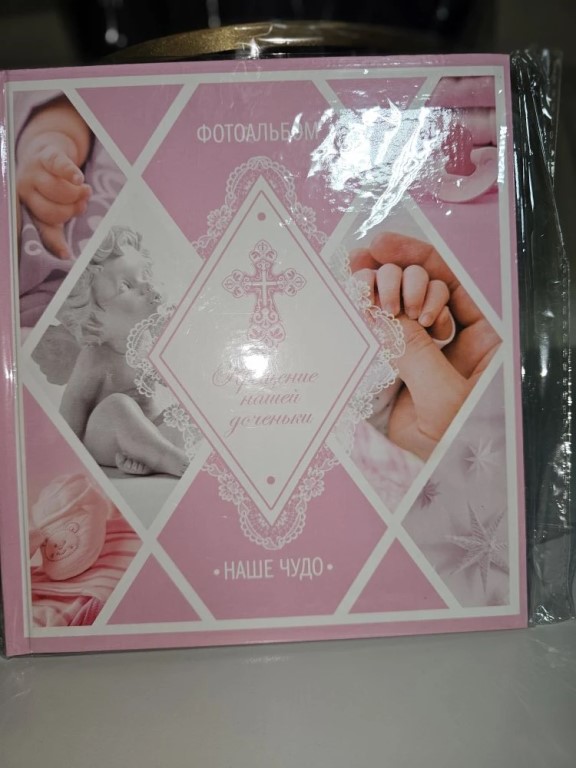 ФОТОАЛЬБОМ
Крещение
нашей
доченьки
• НАШЕ ЧУДО •